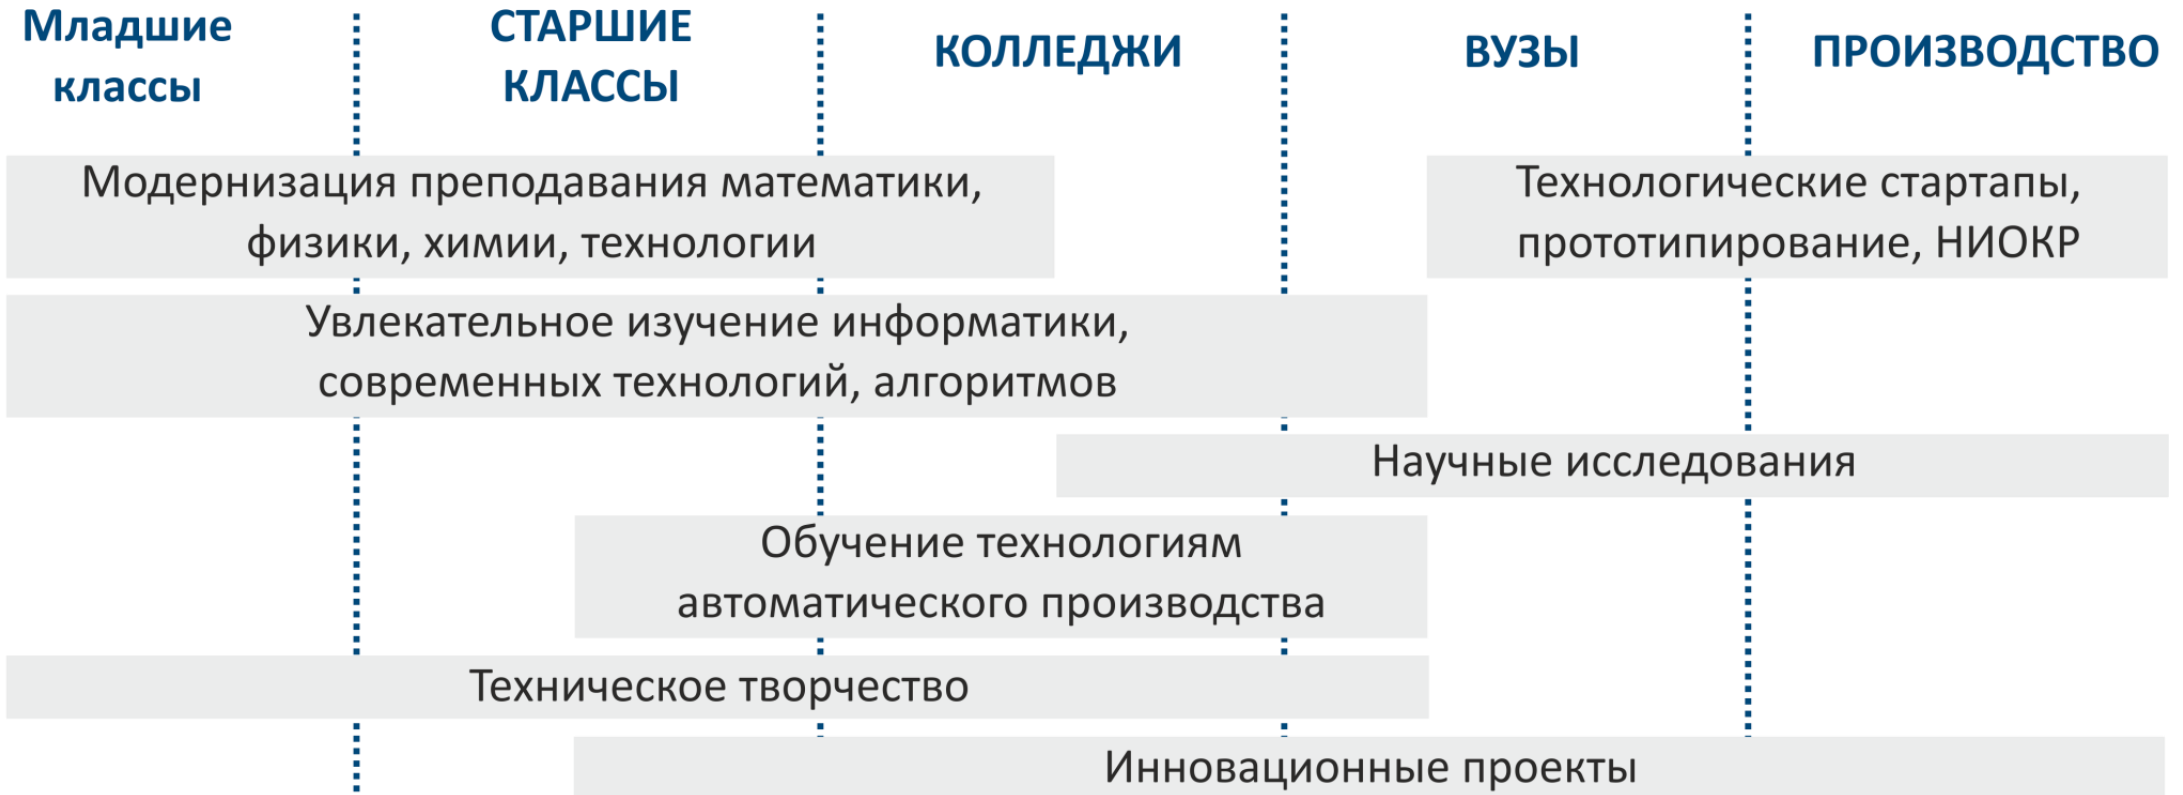 Младшие
классы
СТАРШИЕ
КЛАССЫ
КОЛЛЕДЖИ
ВУЗЫ
ПРОИЗВОДСТВО
Модернизация преподавания математики,
физики, химии, технологии
Технологические стартапы,
прототипирование, НИОКР
Увлекательное изучение информатики,
современных технологий, алгоритмов
Научные исследования
Обучение технологиям
автоматического производства
Техническое творчество
Инновационные проекты